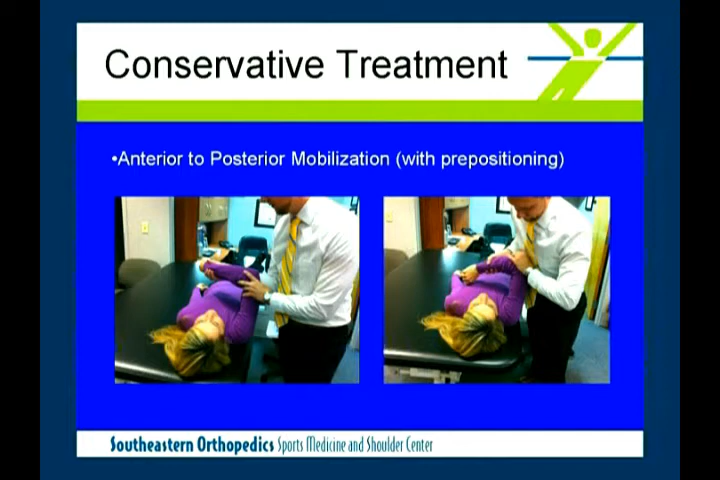 Conservative Treatment
•Anterior to Posterior Mobilization (with prepositioning)
Southeastern Orthopedics Sports Medicine and Shoulder Center